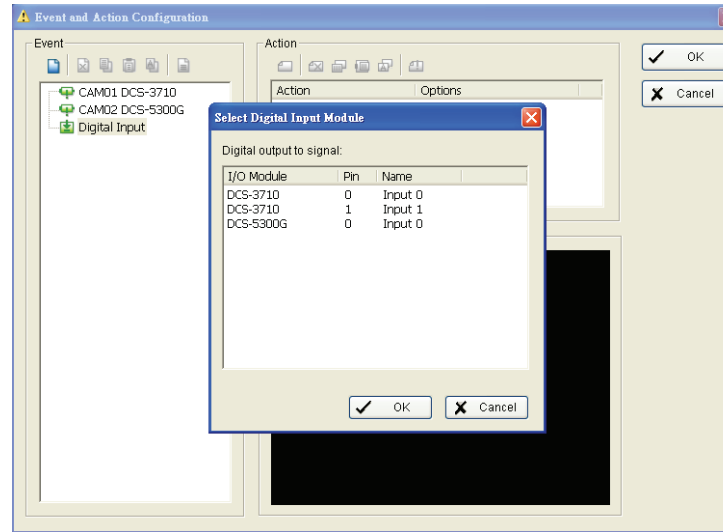 Event and Action Configuration
Event
Action
OK
Cancel
CAM01 DCS-3710
CAM02 DCS-5300G
Digital Input
Action Options
Select Digital Input Module
Digital output to signal:
I/O Module Pin Name
DCS-3710 0 Input 0
DCS-3710 1 Input 1
DCS-5300G 0 Input 0
OK
Cancel